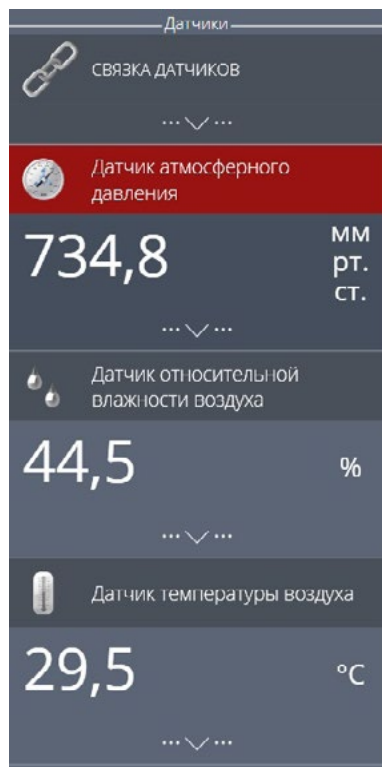 Датчики
СВЯЗКА ДАТЧИКОВ
Датчик атмосферного
давления
734,8
мм
рт.
ст.
Датчик относительной
влажности воздуха
44,5
%
Датчик температуры воздуха
29,5
°C